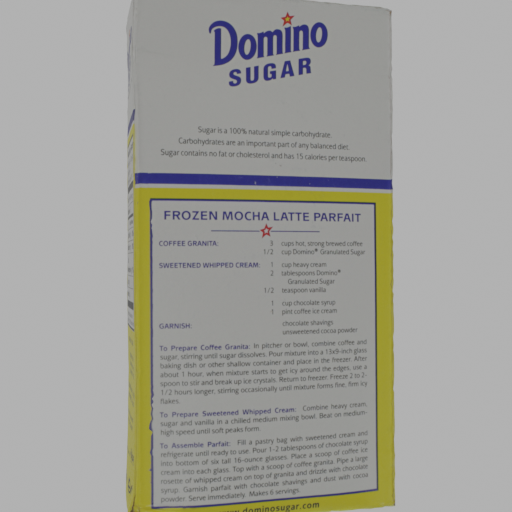 Domino
SUGAR
Sugar is a 100% natural simple carbohydrate.
Carbohydrates are an important part of any balanced diet.
Sugar contains no fat or cholesterol and has 15 calories per teaspoon.
FROZEN MOCHA LATTE PARFAIT
COFFEE GRANITA: 3 cups hot, strong brewed coffee
1/2 cup Domino® Granulated Sugar
SWEETENED WHIPPED CREAM: 1 cup heavy cream
2 tablespoons Domino®
Granulated Sugar
1/2 teaspoon vanilla
1 cup chocolate syrup
1 pint coffee ice cream
GARNISH: chocolate shavings
unsweetened cocoa powder
To Prepare Coffee Granita: In pitcher or bowl, combine coffee and
sugar, stirring until sugar dissolves. Pour mixture into a 13x9-inch glass
baking dish or other shallow container and place in the freezer. After
about 1 hour, when mixture starts to get icy around the edges, use a
spoon to stir and break up ice crystals. Return to freezer. Freeze 2 to 2-
1/2 hours longer, stirring occasionally until mixture forms fine, firm icy
flakes.
To Prepare Sweetened Whipped Cream: Combine heavy cream,
sugar and vanilla in a chilled medium mixing bowl. Beat on medium-
high speed until soft peaks form.
To Assemble Parfait: Fill a pastry bag with sweetened cream and
refrigerate until ready to use. Pour 1-2 tablespoons of chocolate syrup
into bottom of six tall 16-ounce glasses. Place a scoop of coffee ice
cream into each glass. Top with a scoop of coffee granita. Pipe a large
rosette of whipped cream on top of granita and drizzle with chocolate
syrup. Garnish parfait with chocolate shavings and dust with cocoa
powder. Serve immediately. Makes 6 servings.
www.dominosugar.com